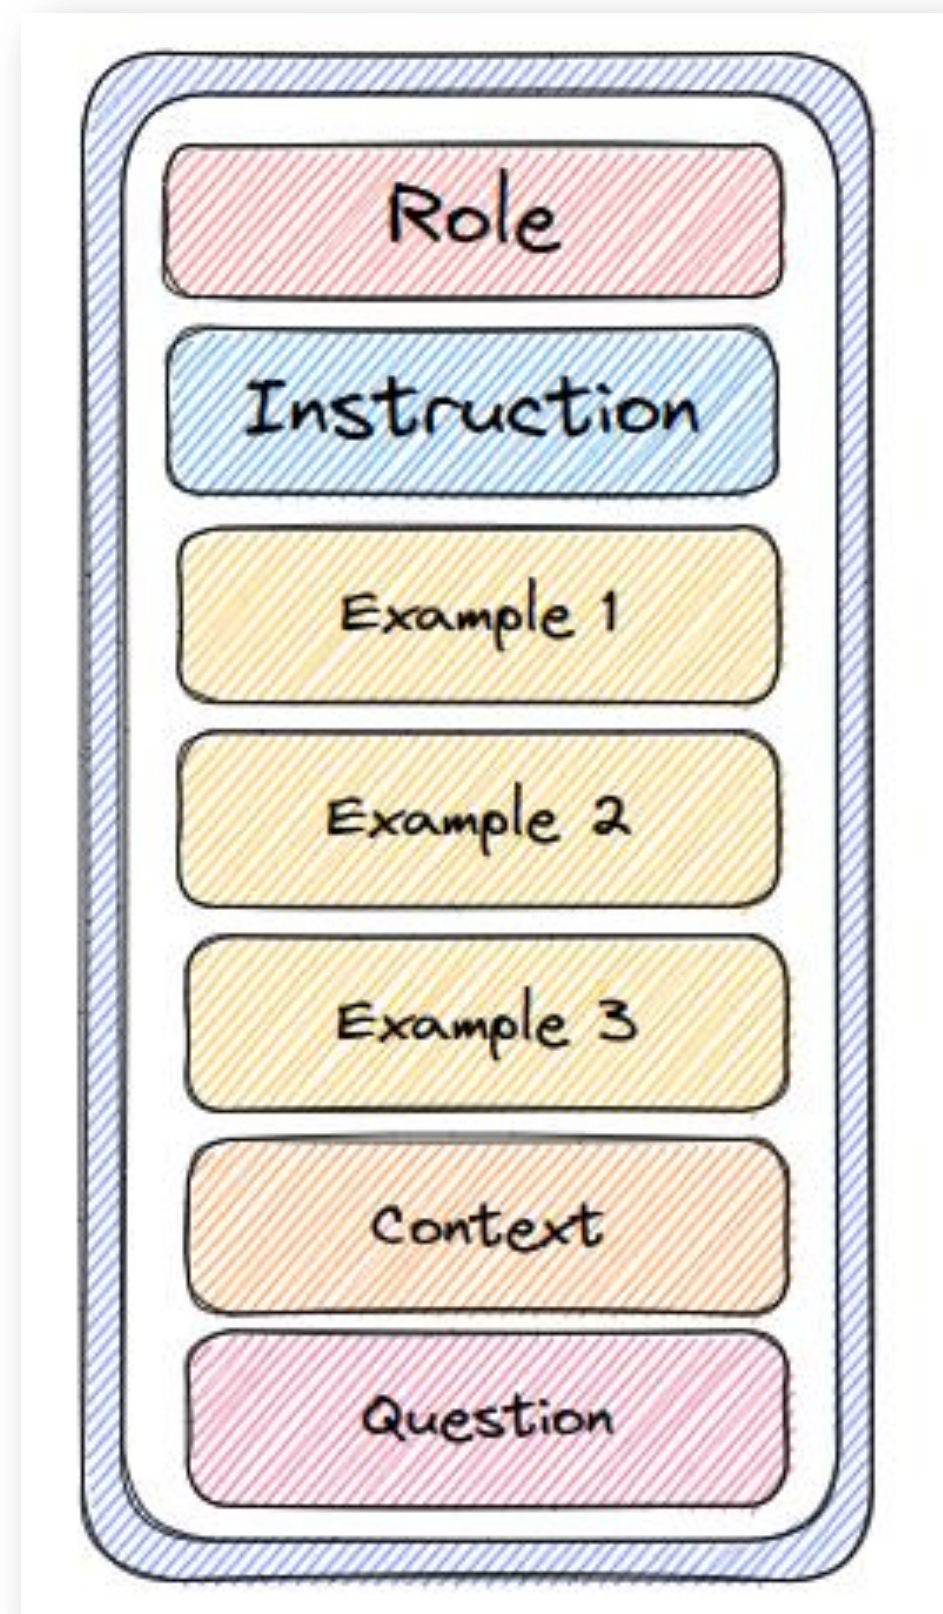 Role
Instruction
Example 1
Example 2
Example 3
Context
Question